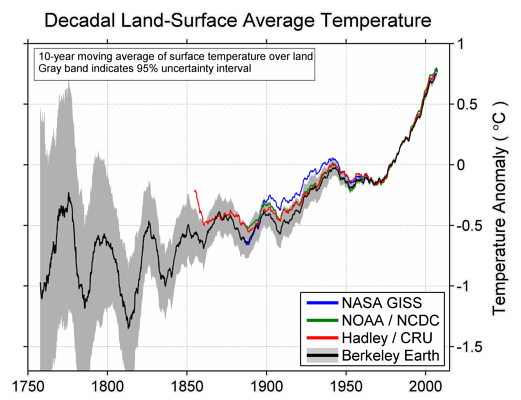 Decadal Land-Surface Average Temperature
10-year moving average of surface temperature over land
Gray band indicates 95% uncertainty interval
1
0.5
0
-0.5
-1
-1.5
Temperature Anomaly ( °C )
NASA GISS
NOAA / NCDC
Hadley / CRU
Berkeley Earth
1750 1800 1850 1900 1950 2000